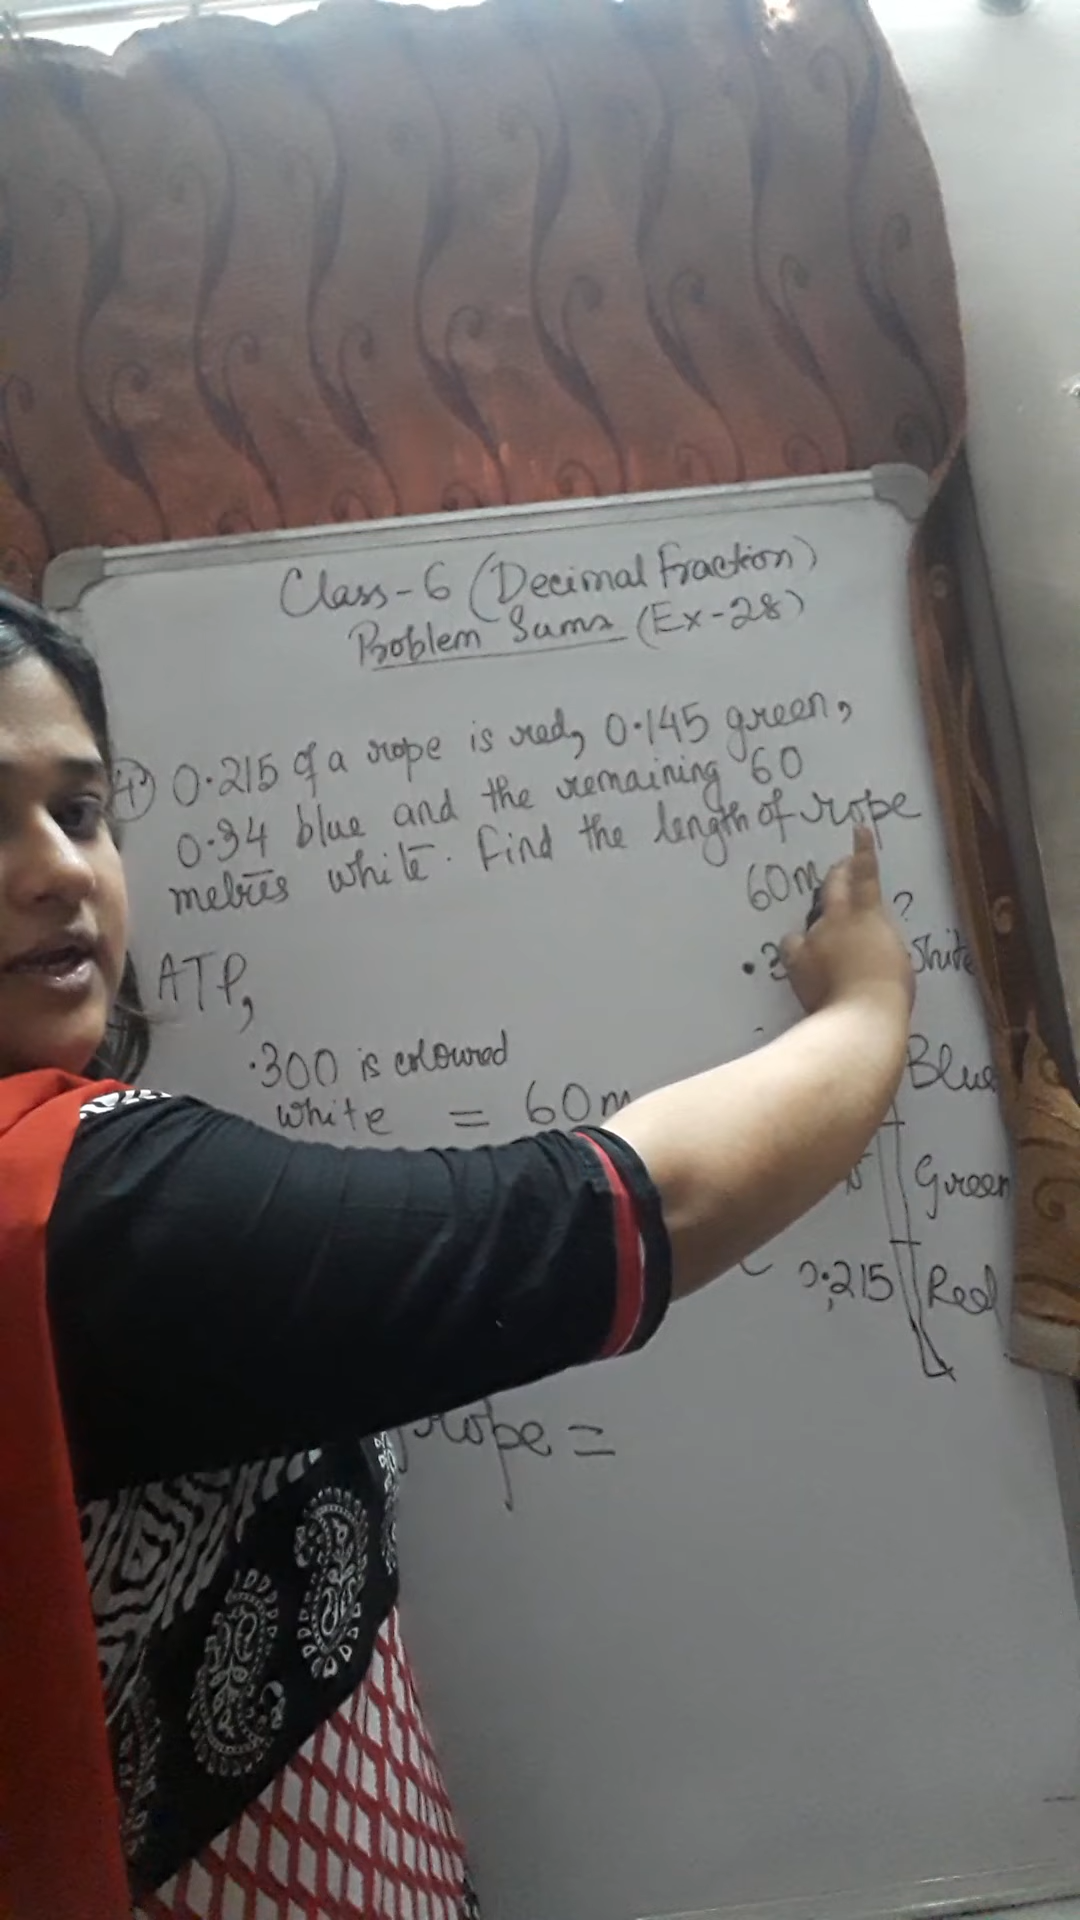 Class-6 (Decimal Fraction)
Problem Sums (Ex-28)
4. 0.215 of a rope is red, 0.145 green,
0.34 blue and the remaining 60
metres white. Find the length of rope
60m ?
.3 White
ATP,
.300 is coloured
white = 60m
Blue
Green
0.215 Red
rope =